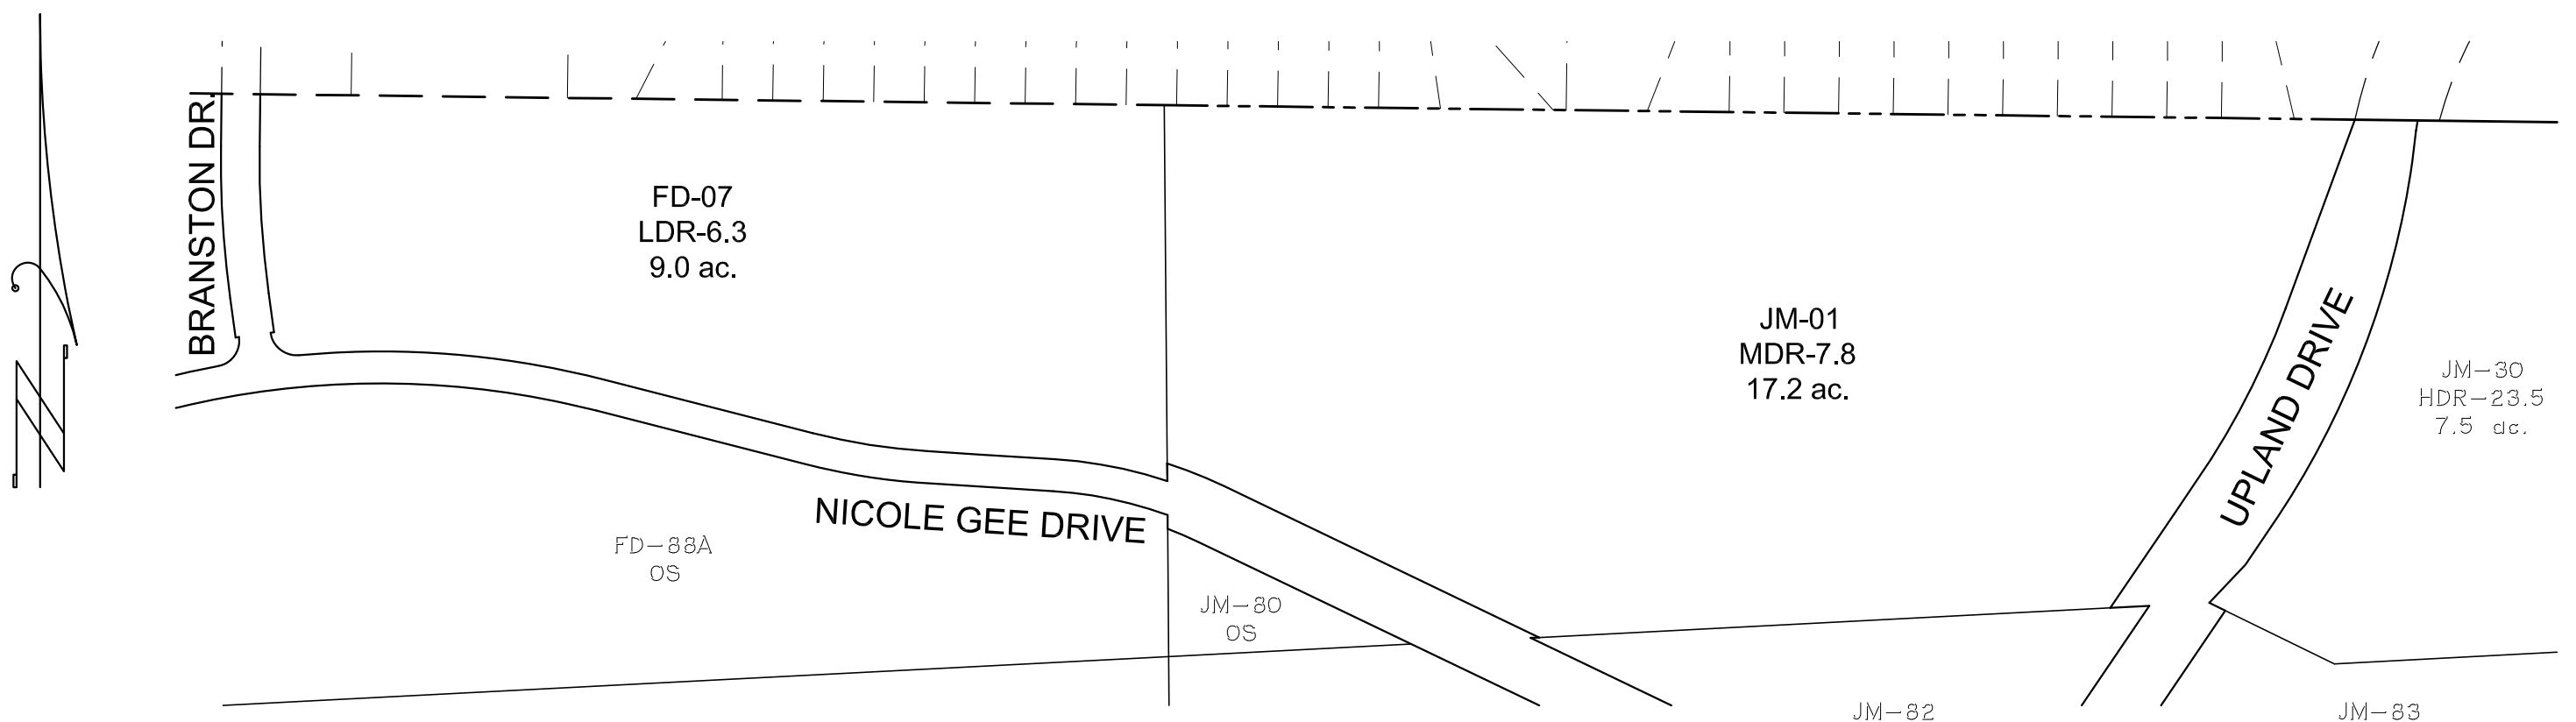 BRANSTON DR.
FD-07
LDR-6.3
9.0 ac.
JM-01
MDR-7.8
17.2 ac.
UPLAND DRIVE
JM-30
HDR-23.5
7.5 ac.
NICOLE GEE DRIVE
FD-88A
OS
JM-80
OS
JM-82
JM-83
N